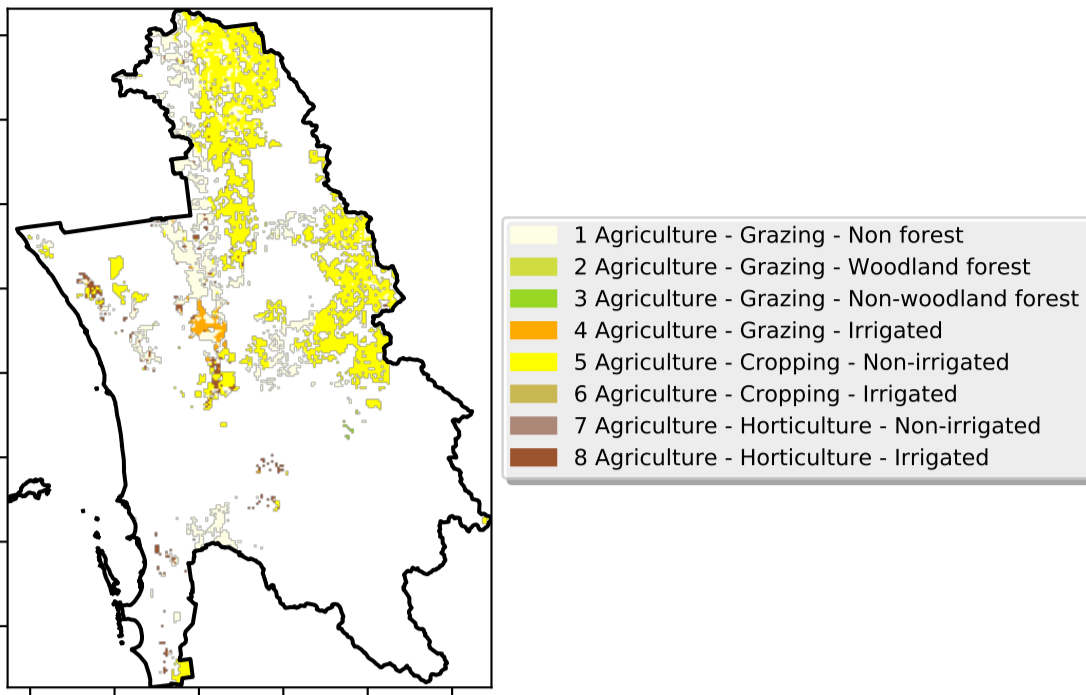 1 Agriculture - Grazing - Non forest
2 Agriculture - Grazing - Woodland forest
3 Agriculture - Grazing - Non-woodland forest
4 Agriculture - Grazing - Irrigated
5 Agriculture - Cropping - Non-irrigated
6 Agriculture - Cropping - Irrigated
7 Agriculture - Horticulture - Non-irrigated
8 Agriculture - Horticulture - Irrigated